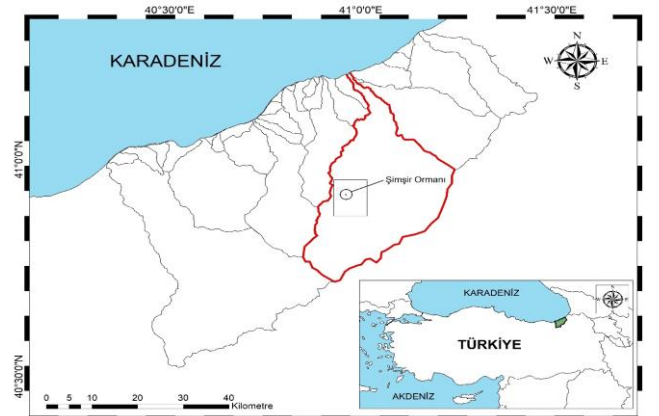 40°30'0"E
41°00'0"E
41°30'0"E
KARADENİZ
N
W E
S
41°0'0"N
Şimşir Ormanı
KARADENİZ
TÜRKİYE
AKDENİZ
40°30'0"N
0 5 10 20 30 40
Kilometre